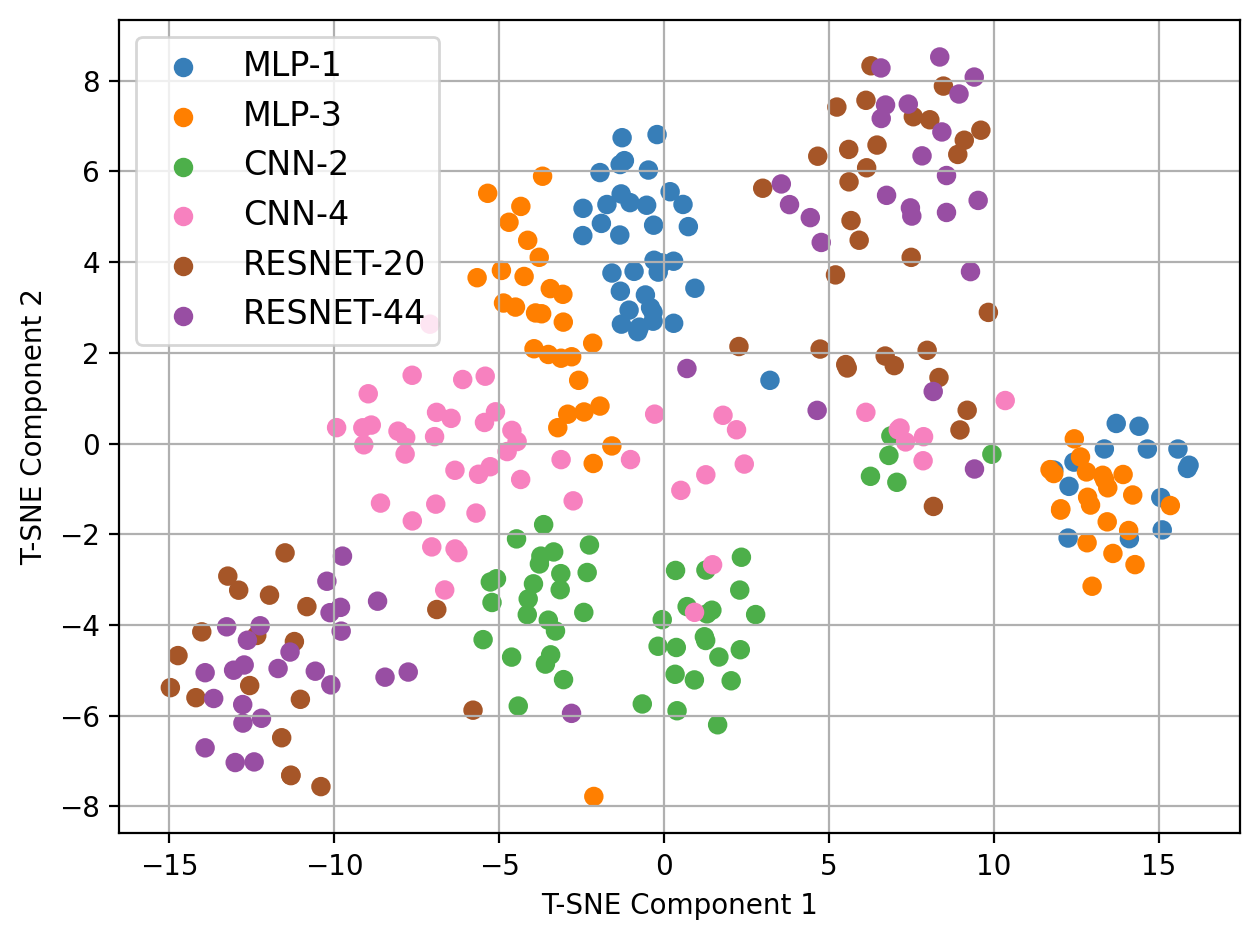 MLP-1
MLP-3
CNN-2
CNN-4
RESNET-20
RESNET-44
8
6
4
2
0
−2
−4
−6
−8
T-SNE Component 2
−15 −10 −5 0 5 10 15
T-SNE Component 1